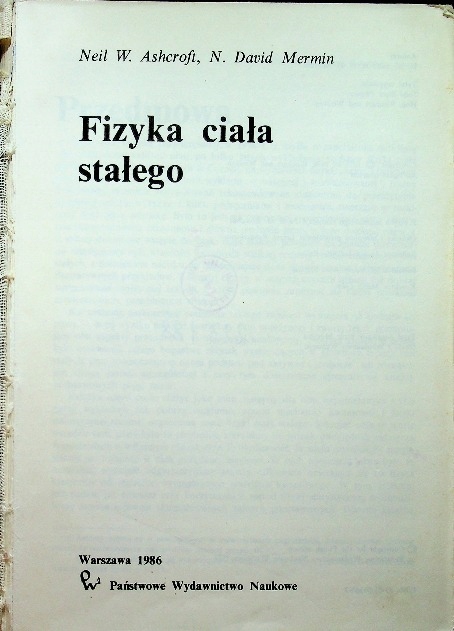 Neil W. Ashcroft, N. David Mermin
Fizyka ciała
stałego
Warszawa 1986
Państwowe Wydawnictwo Naukowe